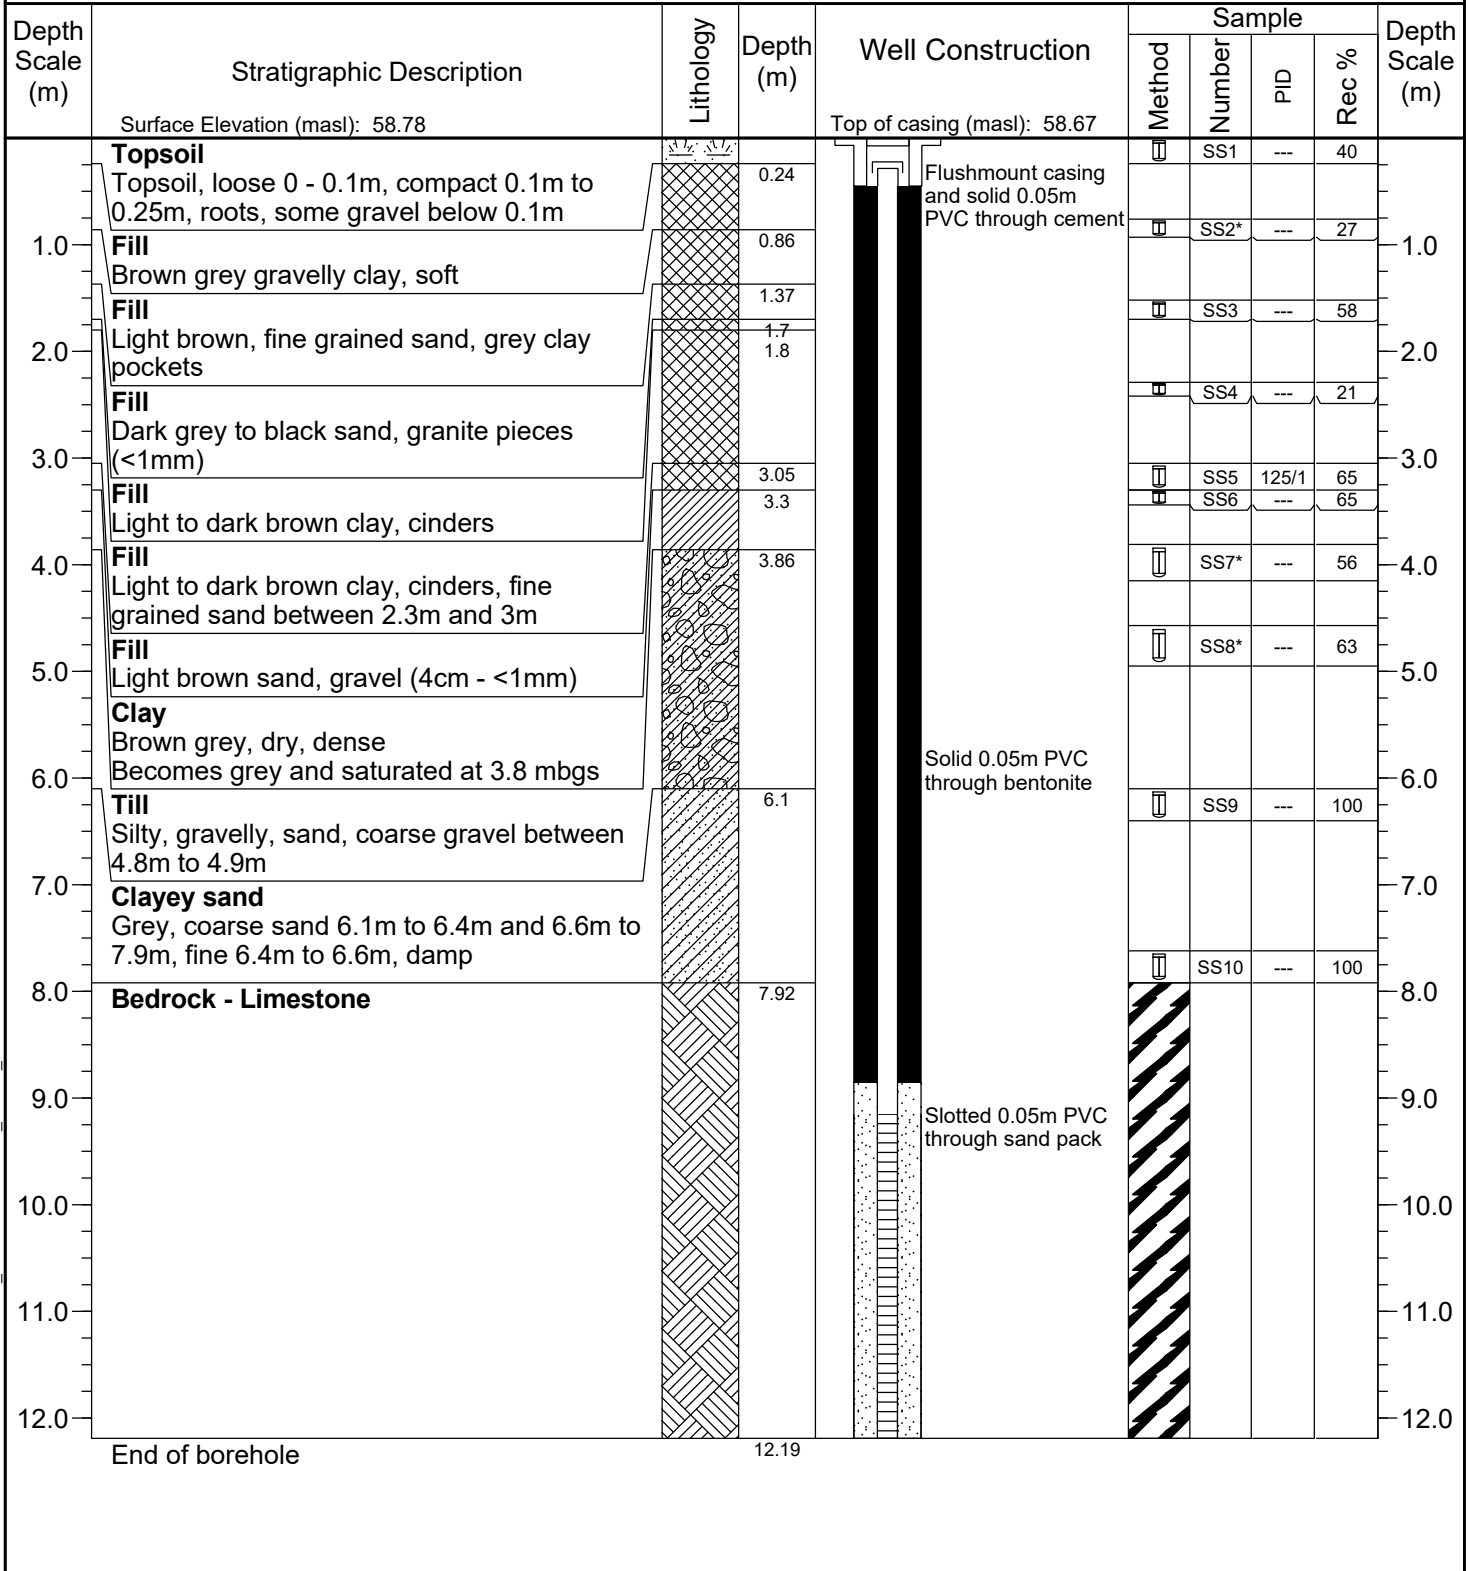 Depth Scale (m)
Stratigraphic Description
Surface Elevation (masl): 58.78
Lithology
Depth (m)
Well Construction
Top of casing (masl): 58.67
Sample
Method
Number
PID
Rec %
Depth Scale (m)
Topsoil
Topsoil, loose 0 - 0.1m, compact 0.1m to
0.25m, roots, some gravel below 0.1m
Fill
Brown grey gravelly clay, soft
Fill
Light brown, fine grained sand, grey clay
pockets
Fill
Dark grey to black sand, granite pieces
(<1mm)
Fill
Light to dark brown clay, cinders
Fill
Light to dark brown clay, cinders, fine
grained sand between 2.3m and 3m
Fill
Light brown sand, gravel (4cm - <1mm)
Clay
Brown grey, dry, dense
Becomes grey and saturated at 3.8 mbgs
Till
Silty, gravelly, sand, coarse gravel between
4.8m to 4.9m
Clayey sand
Grey, coarse sand 6.1m to 6.4m and 6.6m to
7.9m, fine 6.4m to 6.6m, damp
Bedrock - Limestone
End of borehole
1.0
2.0
3.0
4.0
5.0
6.0
7.0
8.0
9.0
10.0
11.0
12.0
0.24
0.86
1.37
1.7
1.8
3.05
3.3
3.86
6.1
7.92
12.19
Flushmount casing
and solid 0.05m
PVC through cement
Solid 0.05m PVC
through bentonite
Slotted 0.05m PVC
through sand pack
SS1 --- 40
SS2* --- 27
SS3 --- 58
SS4 --- 21
SS5 125/1 65
SS6 --- 65
SS7* --- 56
SS8* --- 63
SS9 --- 100
SS10 --- 100
1.0
2.0
3.0
4.0
5.0
6.0
7.0
8.0
9.0
10.0
11.0
12.0